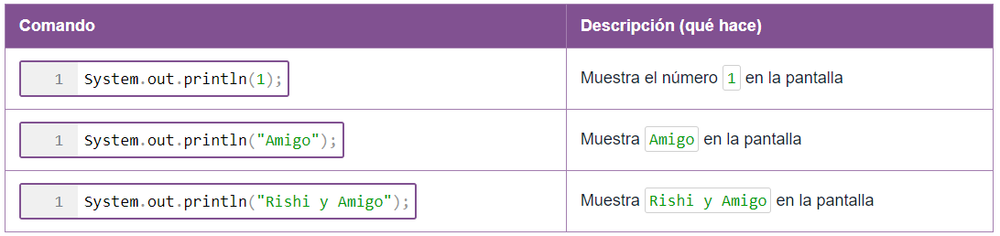 Comando Descripción (qué hace)
1 System.out.println(1); Muestra el número 1 en la pantalla
1 System.out.println("Amigo"); Muestra Amigo en la pantalla
1 System.out.println("Rishi y Amigo"); Muestra Rishi y Amigo en la pantalla